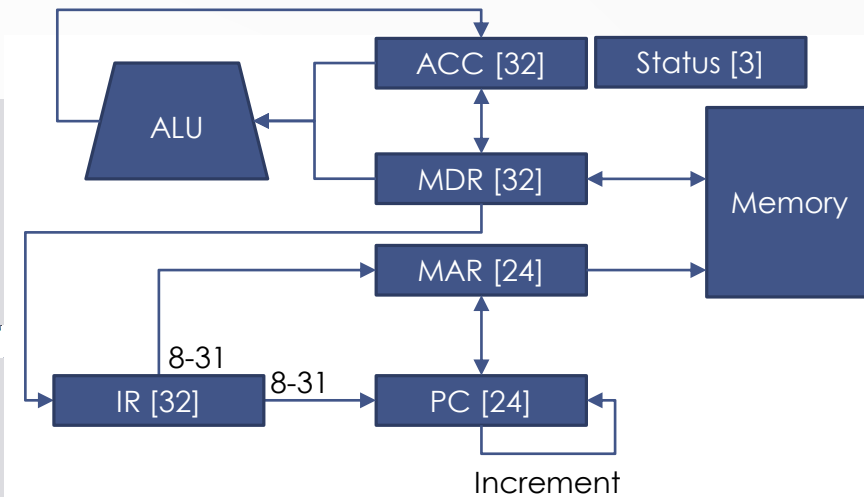 ACC [32]
Status [3]
ALU
MDR [32]
Memory
MAR [24]
8-31
8-31
IR [32]
PC [24]
Increment